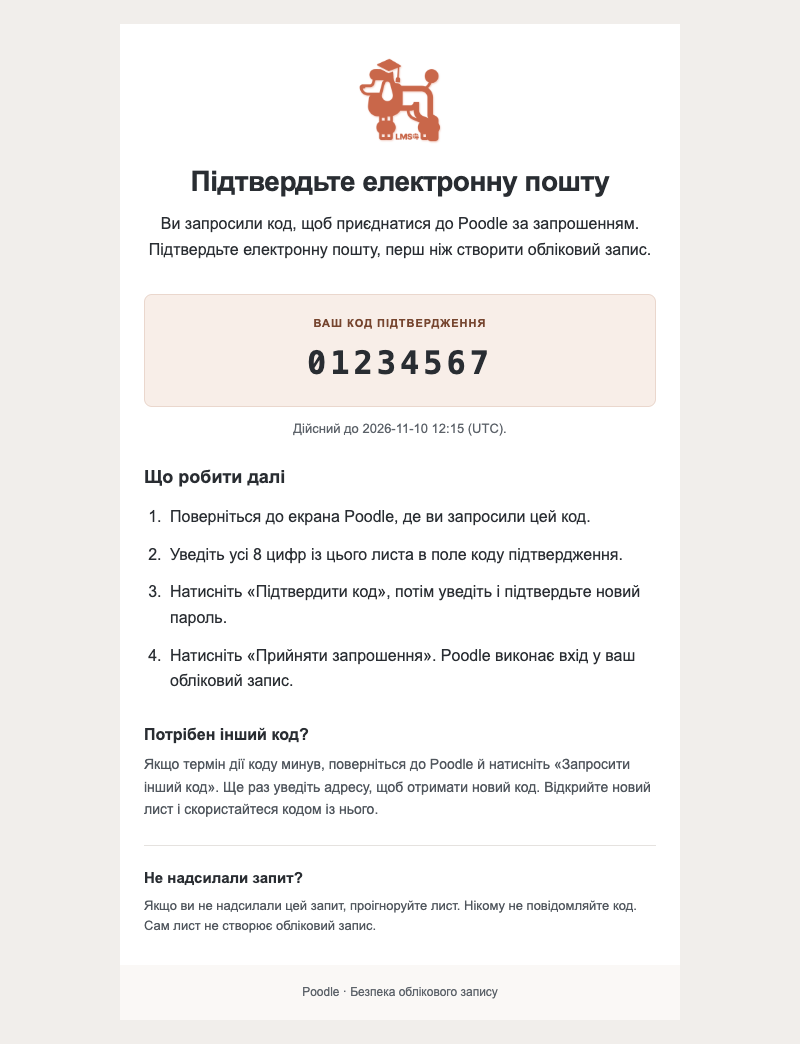 LMS
Підтвердьте електронну пошту
Ви запросили код, щоб приєднатися до Poodle за запрошенням.
Підтвердьте електронну пошту, перш ніж створити обліковий запис.
ВАШ КОД ПІДТВЕРДЖЕННЯ
01234567
Дійсний до 2026-11-10 12:15 (UTC).
Що робити далі
1. Поверніться до екрана Poodle, де ви запросили цей код.
2. Уведіть усі 8 цифр із цього листа в поле коду підтвердження.
3. Натисніть «Підтвердити код», потім уведіть і підтвердьте новий
пароль.
4. Натисніть «Прийняти запрошення». Poodle виконає вхід у ваш
обліковий запис.
Потрібен інший код?
Якщо термін дії коду минув, поверніться до Poodle й натисніть «Запросити
інший код». Ще раз уведіть адресу, щоб отримати новий код. Відкрийте новий
лист і скористайтеся кодом із нього.
Не надсилали запит?
Якщо ви не надсилали цей запит, проігноруйте лист. Нікому не повідомляйте код.
Сам лист не створює обліковий запис.
Poodle · Безпека облікового запису